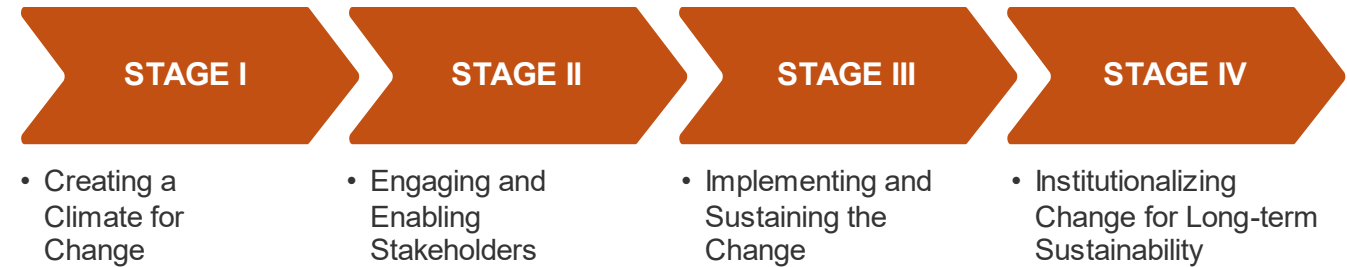 STAGE I
STAGE II
STAGE III
STAGE IV
• Creating a
Climate for
Change
• Engaging and
Enabling
Stakeholders
• Implementing and
Sustaining the
Change
• Institutionalizing
Change for Long-term
Sustainability